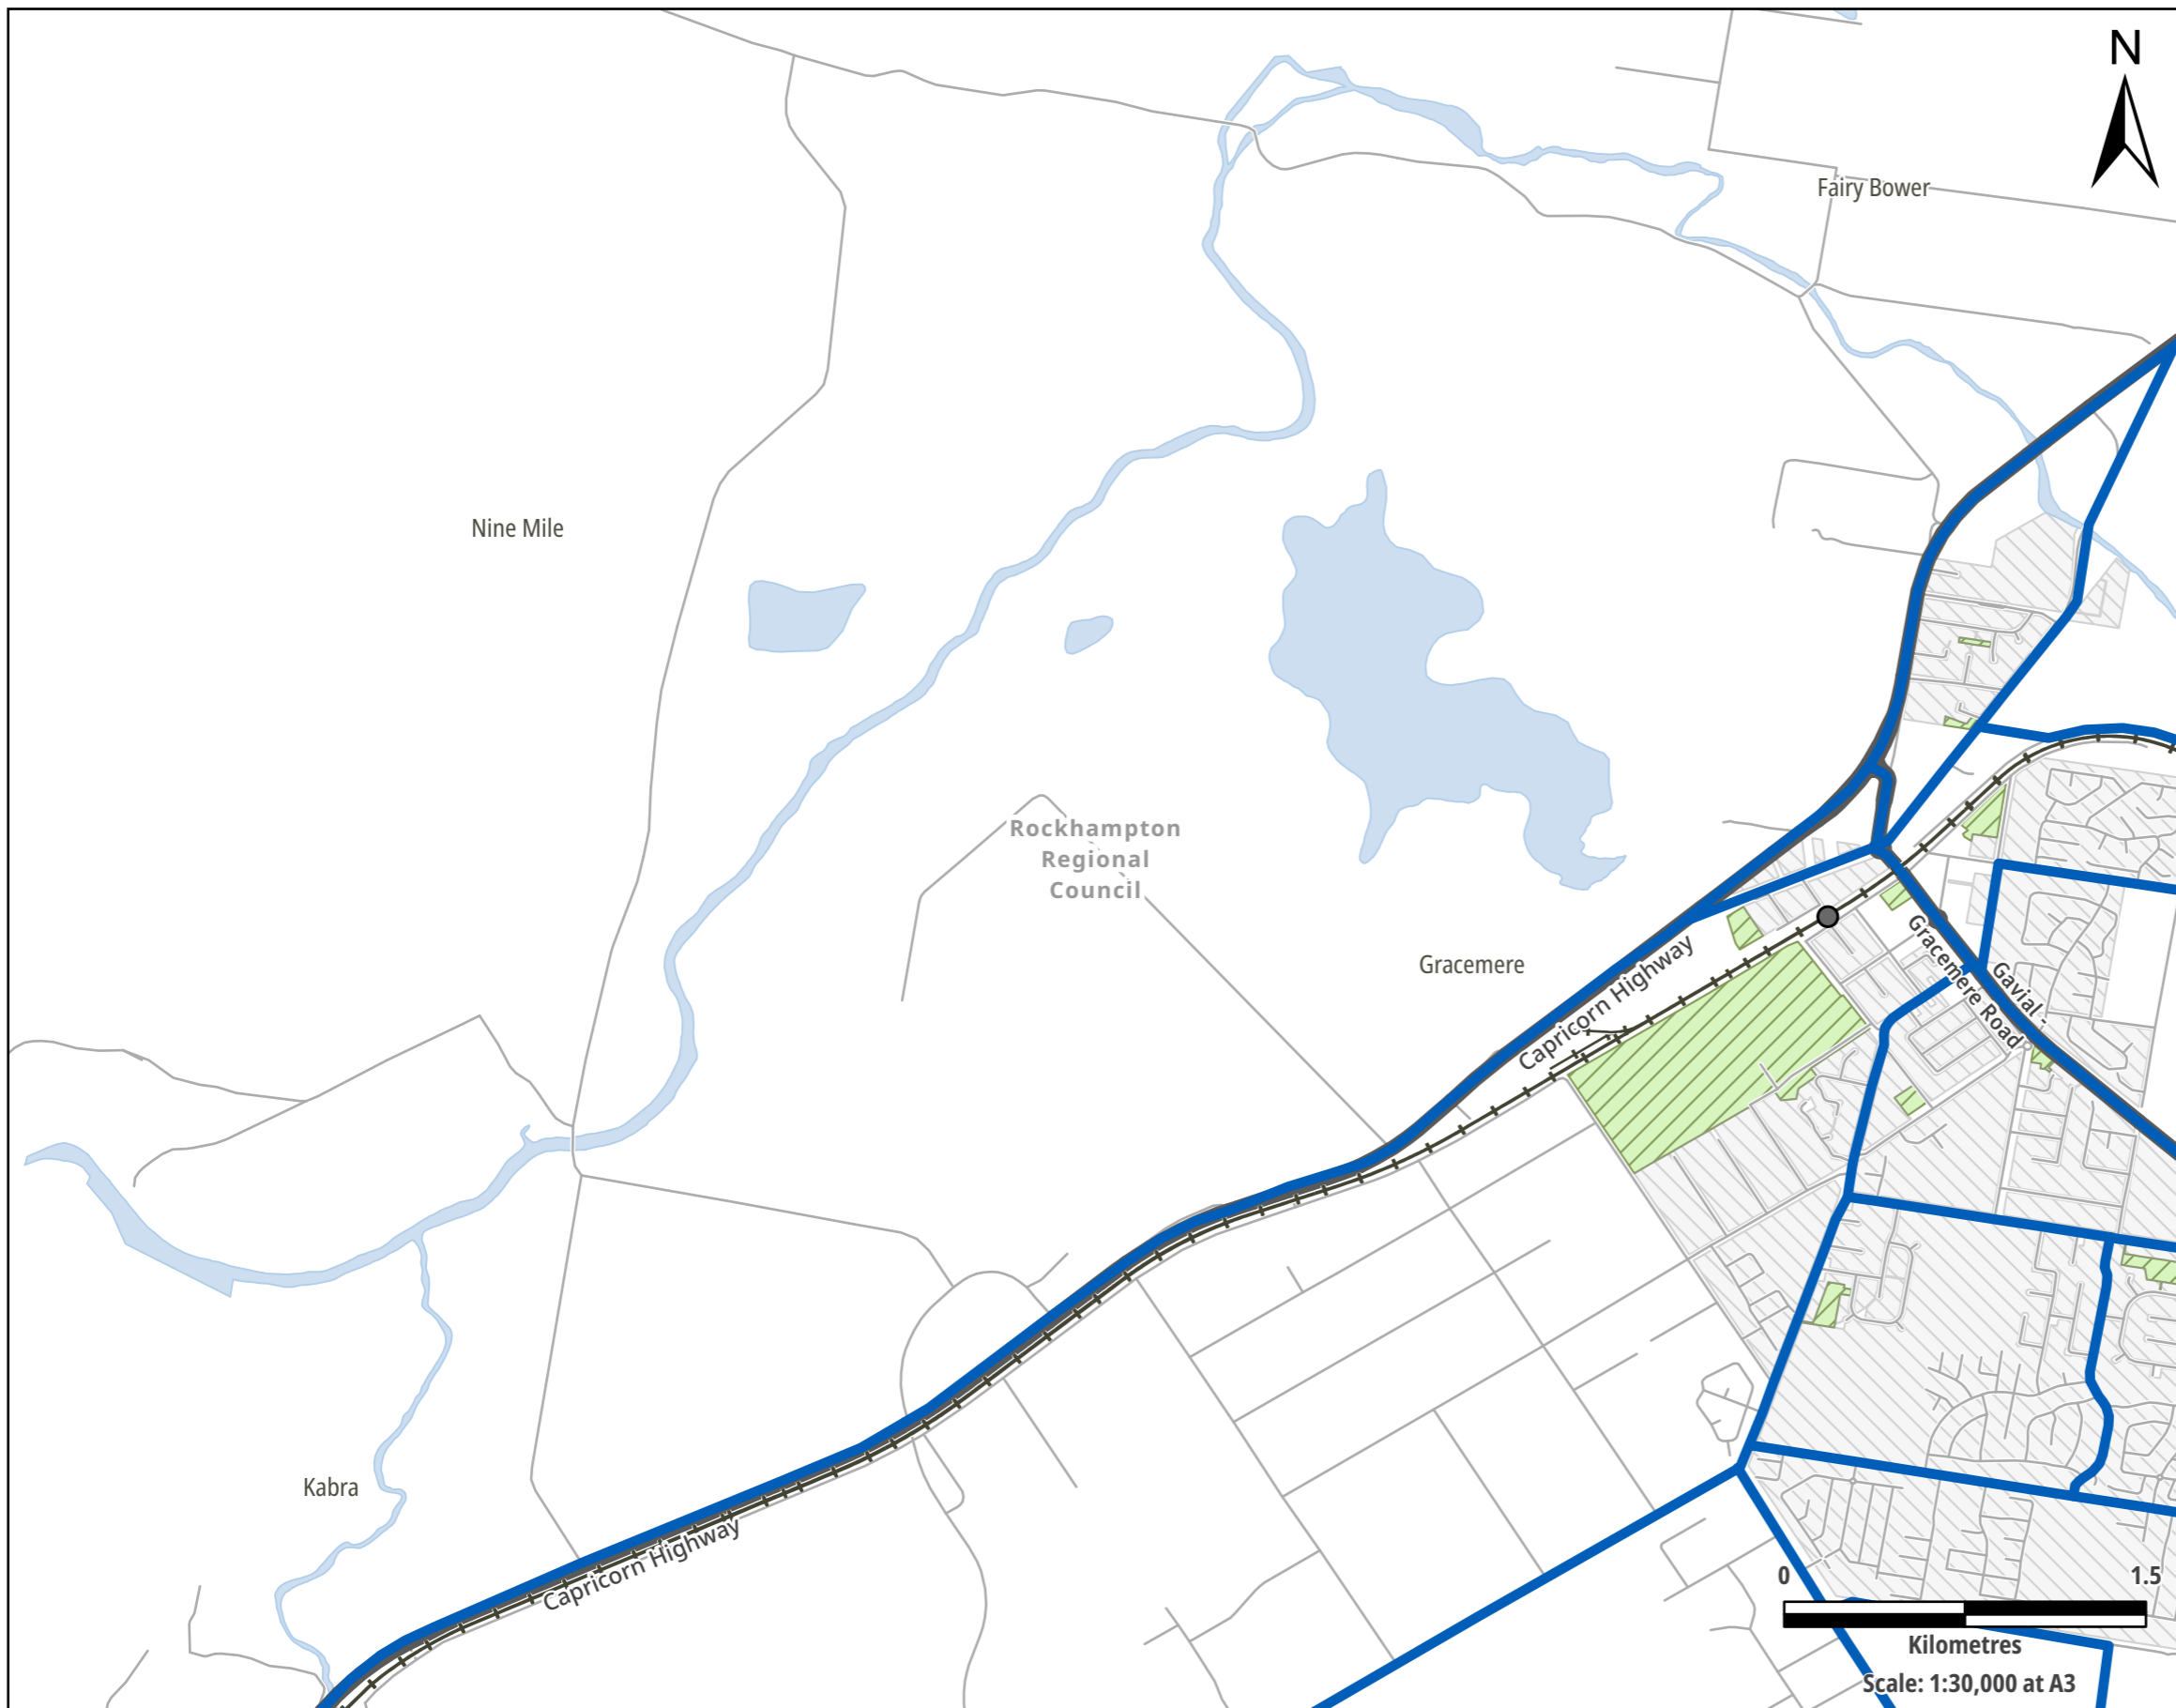 N
Fairy Bower
Nine Mile
Rockhampton
Regional
Council
Gracemere
Capricorn Highway
Gracemere Road
Gavial -
Kabra
Capricorn Highway
0
1.5
Kilometres
Scale: 1:30,000 at A3